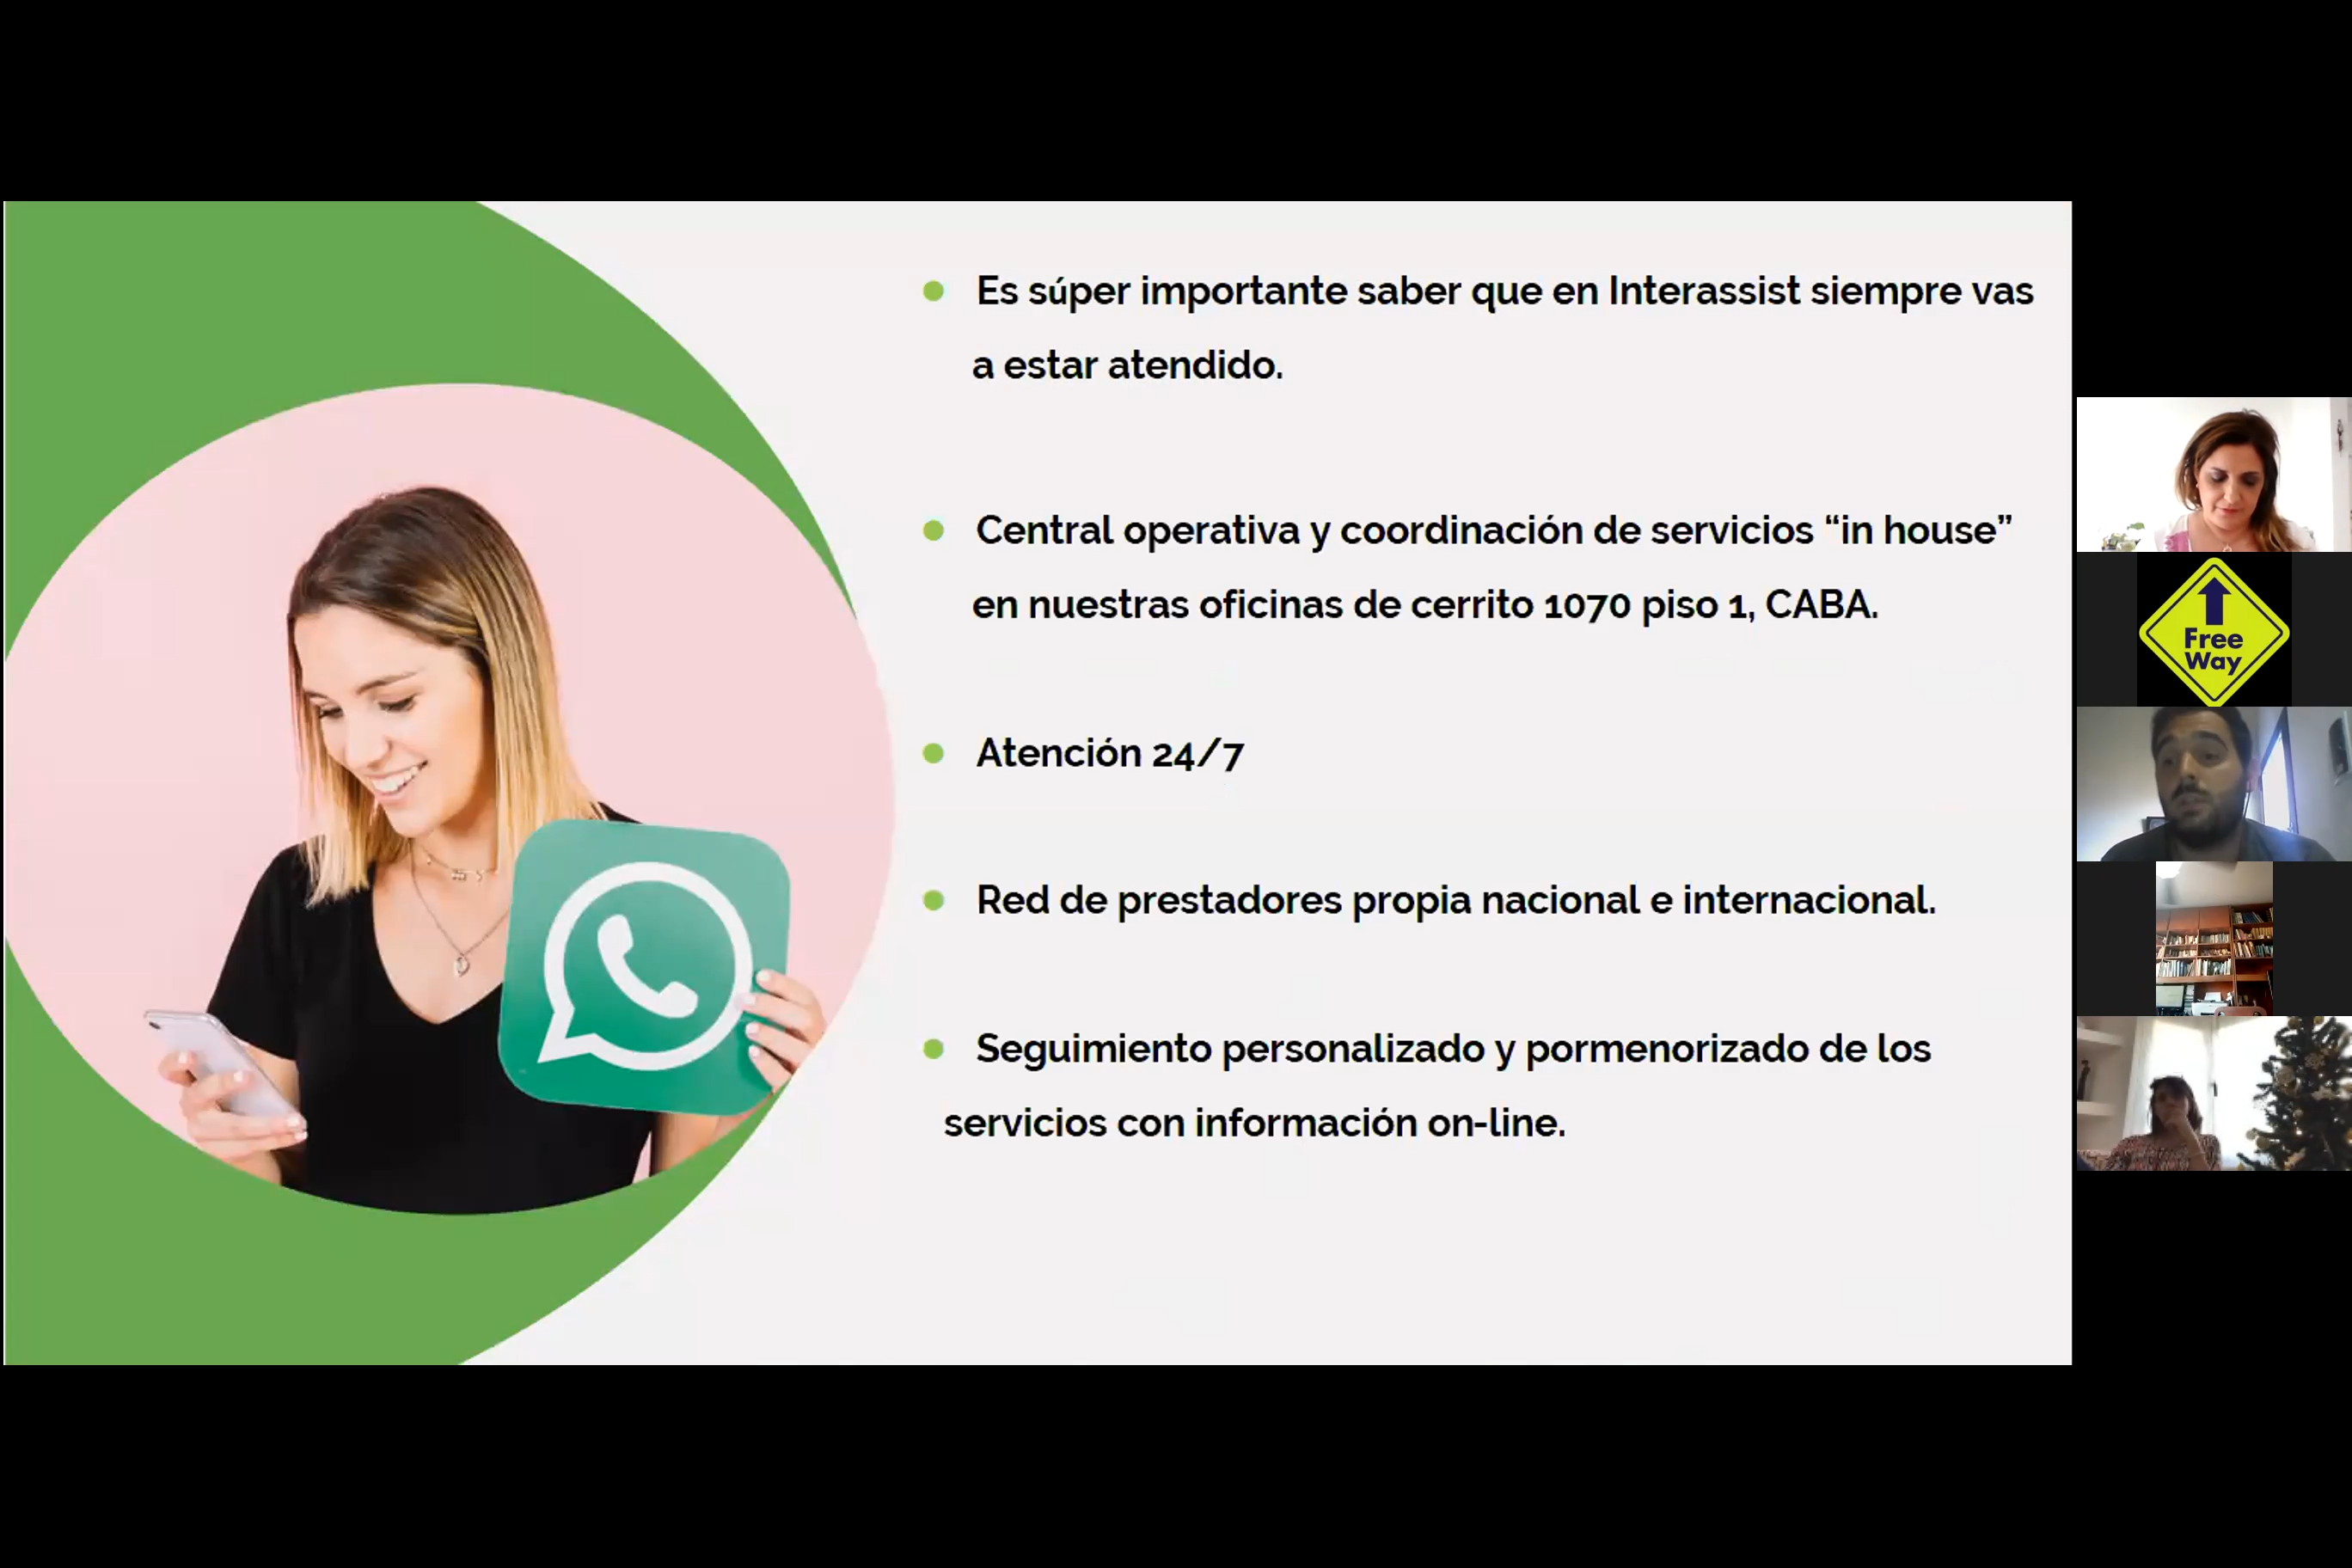 Es súper importante saber que en Interassist siempre vas
a estar atendido.
Central operativa y coordinación de servicios “in house”
en nuestras oficinas de cerrito 1070 piso 1, CABA.
Atención 24/7
Red de prestadores propia nacional e internacional.
Seguimiento personalizado y pormenorizado de los
servicios con información on-line.
Free
Way